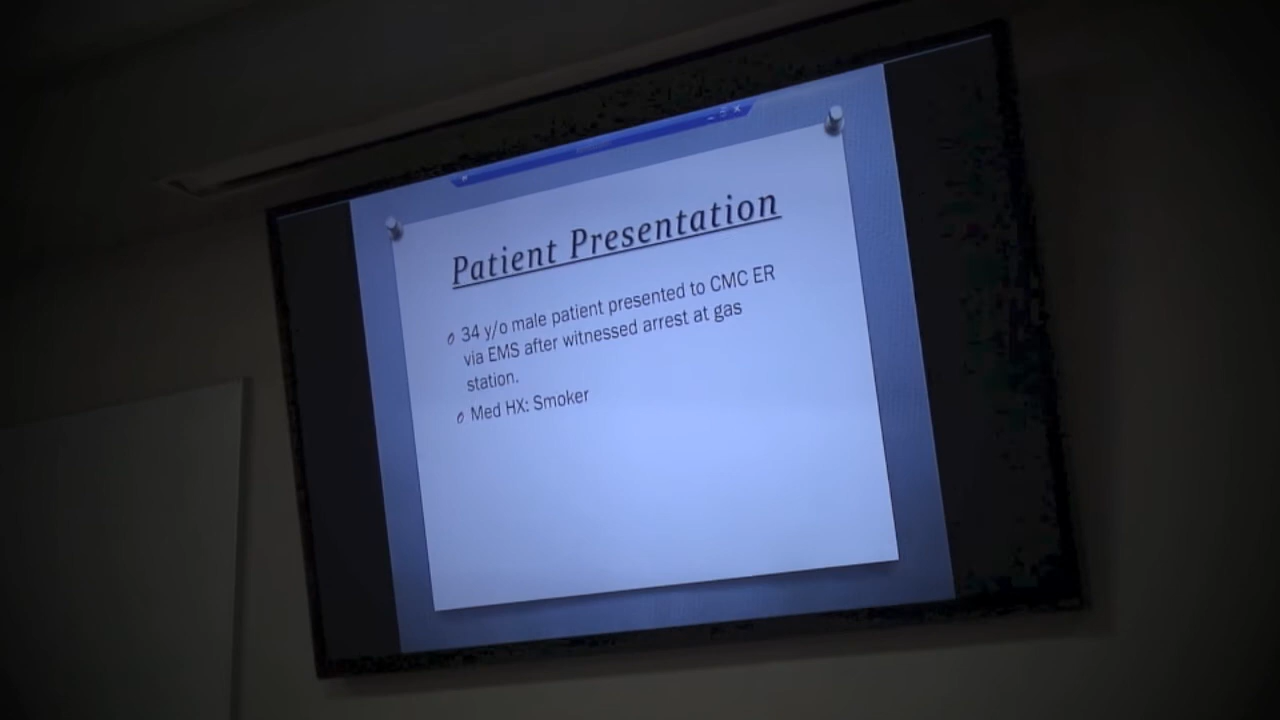 Patient Presentation
34 y/o male patient presented to CMC ER
via EMS after witnessed arrest at gas
station.
Med HX: Smoker